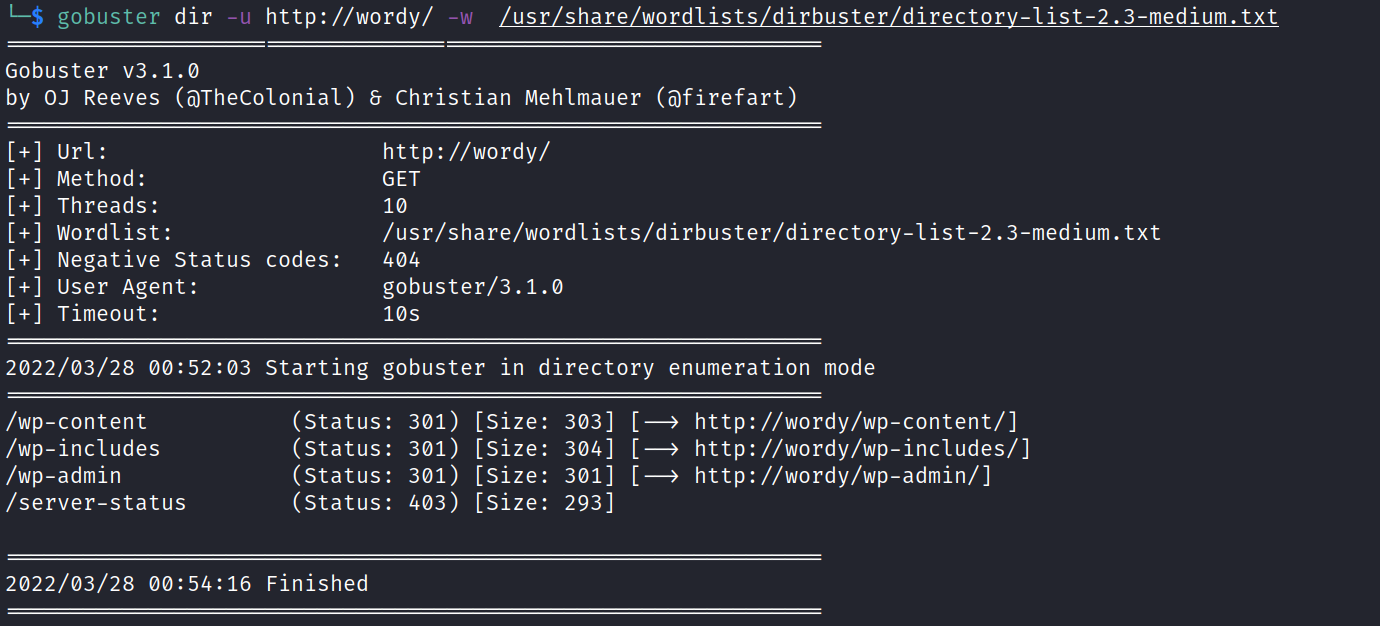 └─$ gobuster dir -u http://wordy/ -w  /usr/share/wordlists/dirbuster/directory-list-2.3-medium.txt
===============================================================
Gobuster v3.1.0
by OJ Reeves (@TheColonial) & Christian Mehlmauer (@firefart)
===============================================================
[+] Url:                     http://wordy/
[+] Method:                  GET
[+] Threads:                 10
[+] Wordlist:                /usr/share/wordlists/dirbuster/directory-list-2.3-medium.txt
[+] Negative Status codes:   404
[+] User Agent:              gobuster/3.1.0
[+] Timeout:                 10s
===============================================================
2022/03/28 00:52:03 Starting gobuster in directory enumeration mode
===============================================================
/wp-content           (Status: 301) [Size: 303] [--> http://wordy/wp-content/]
/wp-includes          (Status: 301) [Size: 304] [--> http://wordy/wp-includes/]
/wp-admin             (Status: 301) [Size: 301] [--> http://wordy/wp-admin/]
/server-status        (Status: 403) [Size: 293]
===============================================================
2022/03/28 00:54:16 Finished
===============================================================